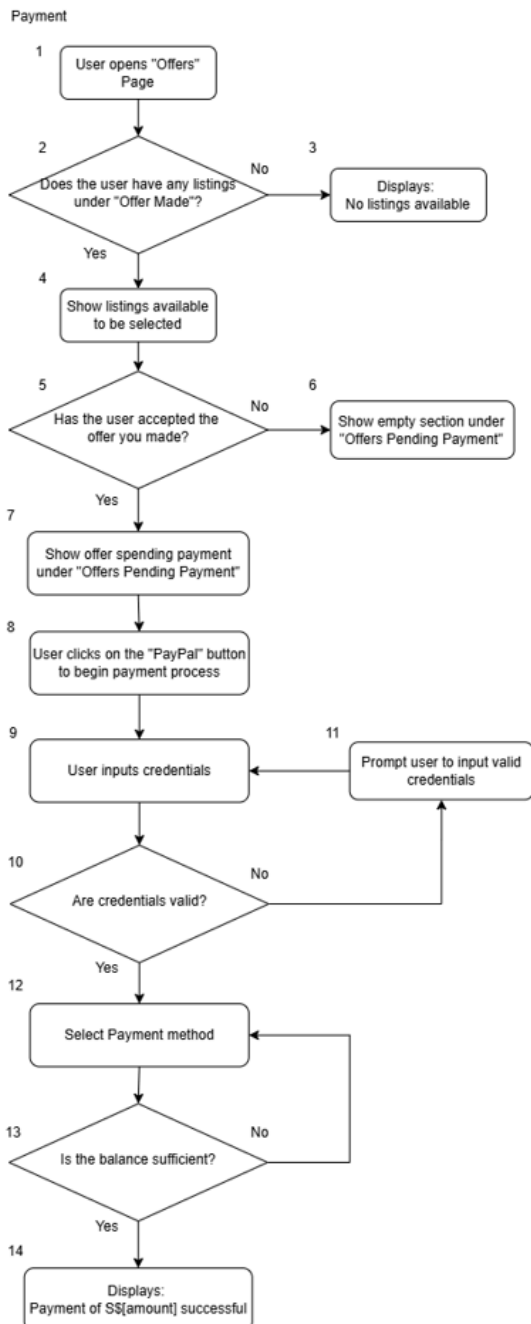 Payment
1
User opens "Offers"
Page
2
Does the user have any listings
under "Offer Made"?
No
3
Displays:
No listings available
Yes
4
Show listings available
to be selected
5
Has the user accepted the
offer you made?
No
6
Show empty section under
"Offers Pending Payment"
Yes
7
Show offer spending payment
under "Offers Pending Payment"
8
User clicks on the "PayPal" button
to begin payment process
9
User inputs credentials
11
Prompt user to input valid
credentials
10
Are credentials valid?
No
Yes
12
Select Payment method
13
Is the balance sufficient?
No
Yes
14
Displays:
Payment of S$[amount] successful